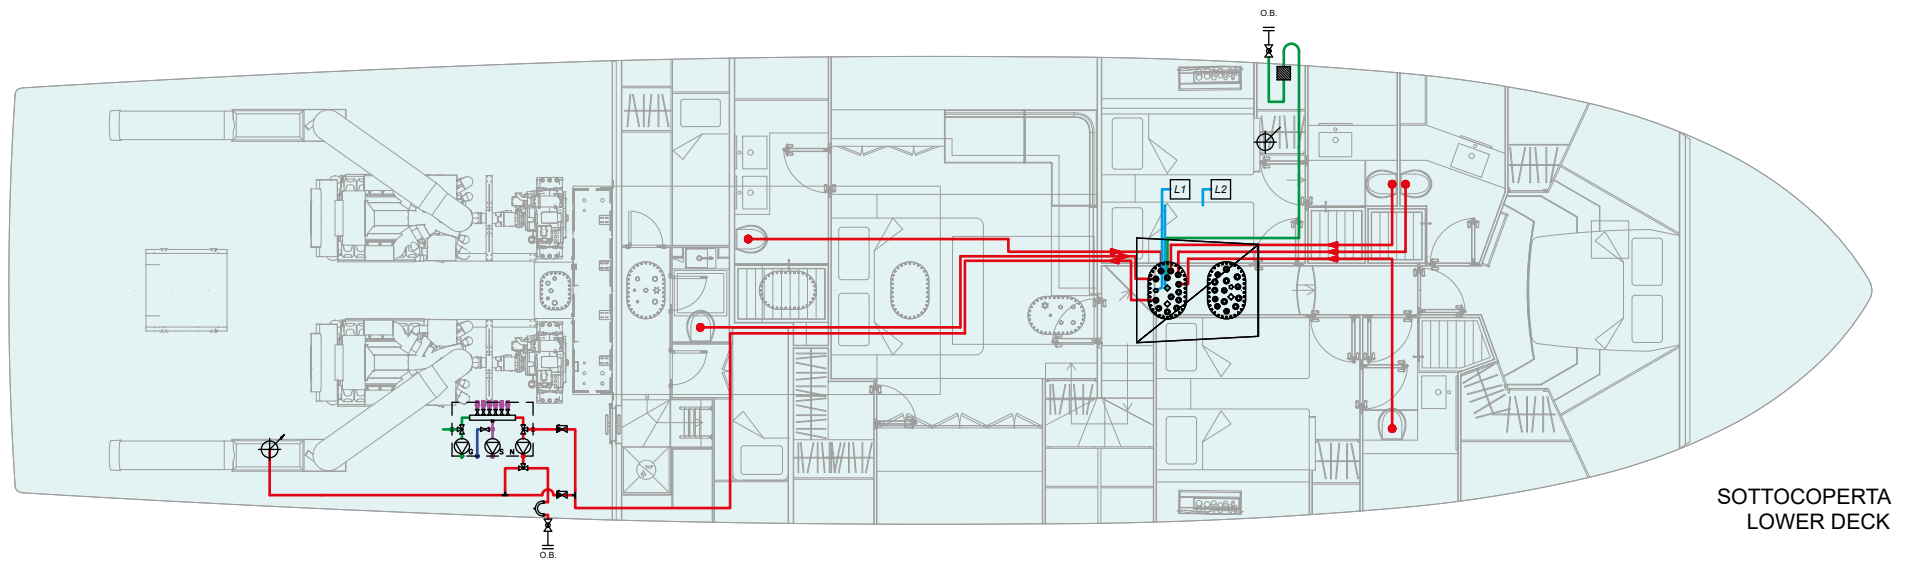 O.B.
L1 L2
G S N
O.B.
SOTTOCOPERTA
LOWER DECK